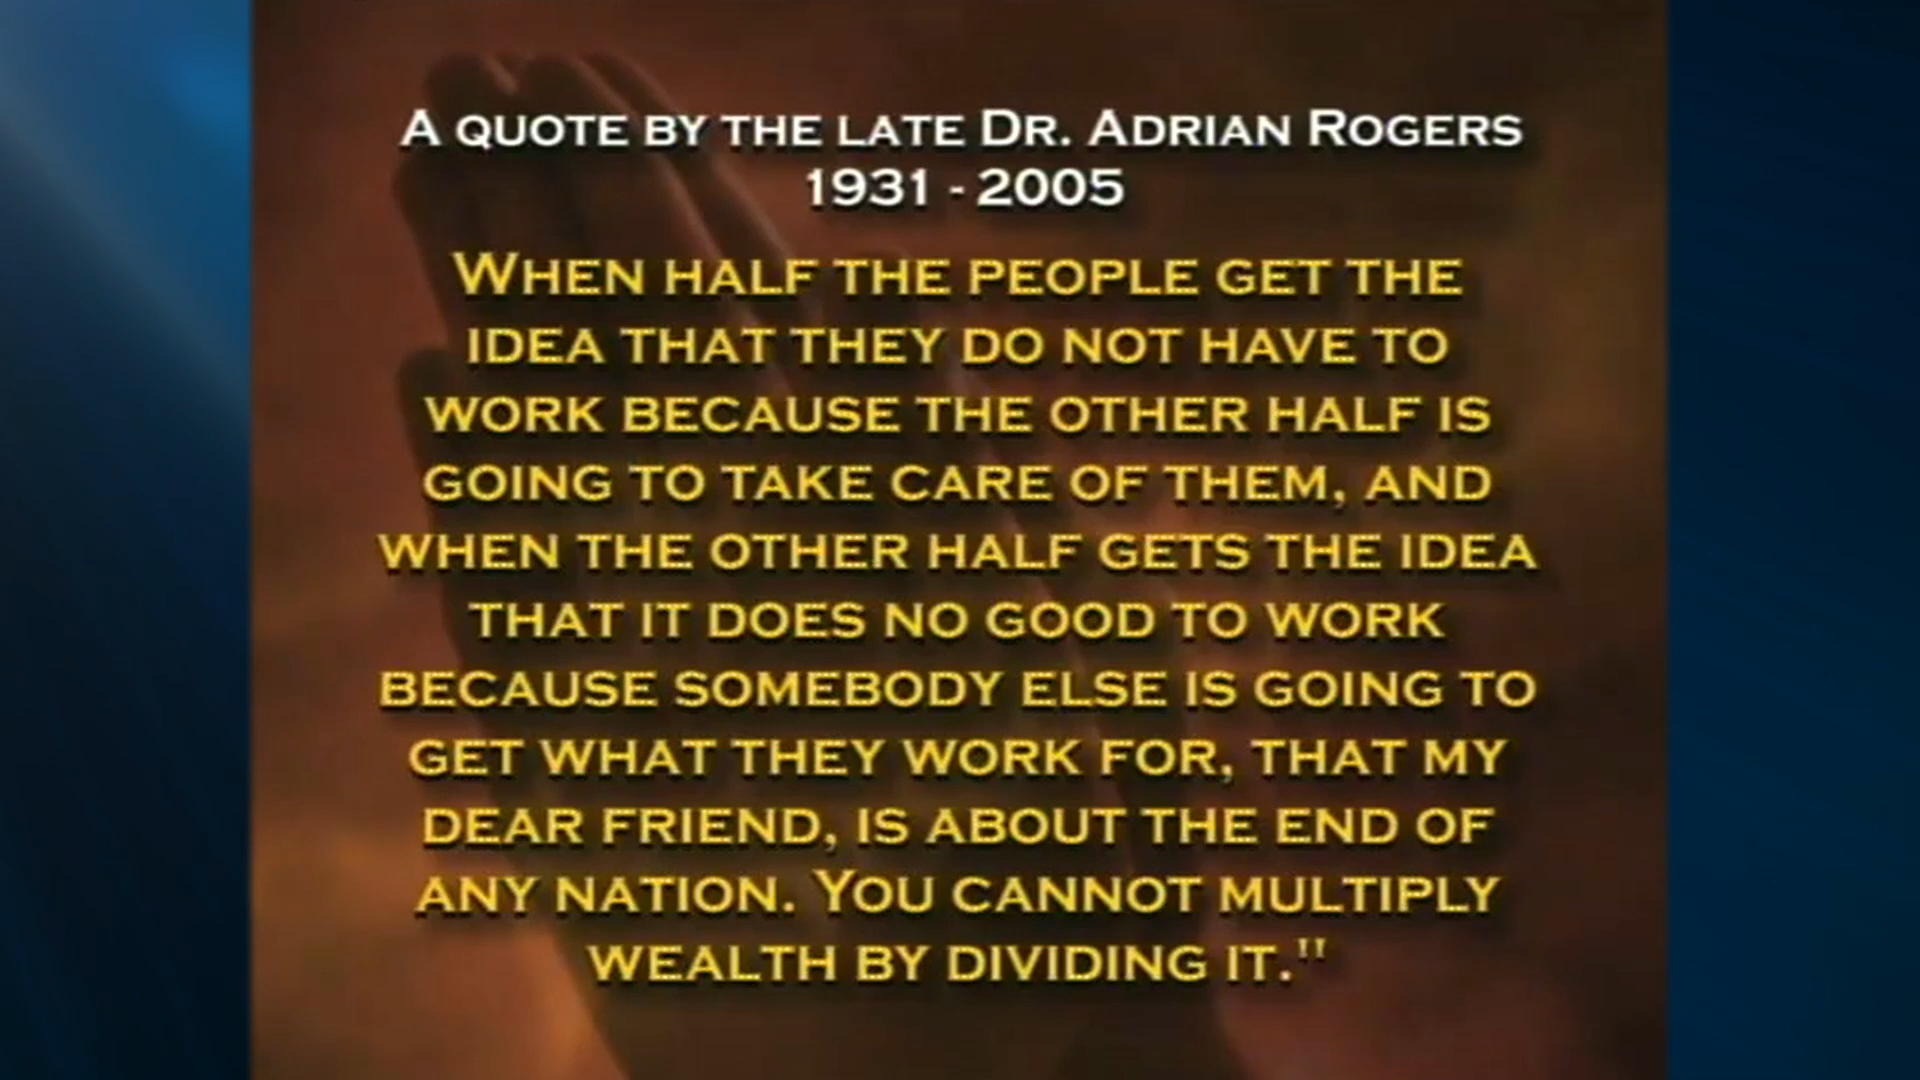 A QUOTE BY THE LATE DR. ADRIAN ROGERS
1931 - 2005
WHEN HALF THE PEOPLE GET THE
IDEA THAT THEY DO NOT HAVE TO
WORK BECAUSE THE OTHER HALF IS
GOING TO TAKE CARE OF THEM, AND
WHEN THE OTHER HALF GETS THE IDEA
THAT IT DOES NO GOOD TO WORK
BECAUSE SOMEBODY ELSE IS GOING TO
GET WHAT THEY WORK FOR, THAT MY
DEAR FRIEND, IS ABOUT THE END OF
ANY NATION. YOU CANNOT MULTIPLY
WEALTH BY DIVIDING IT."